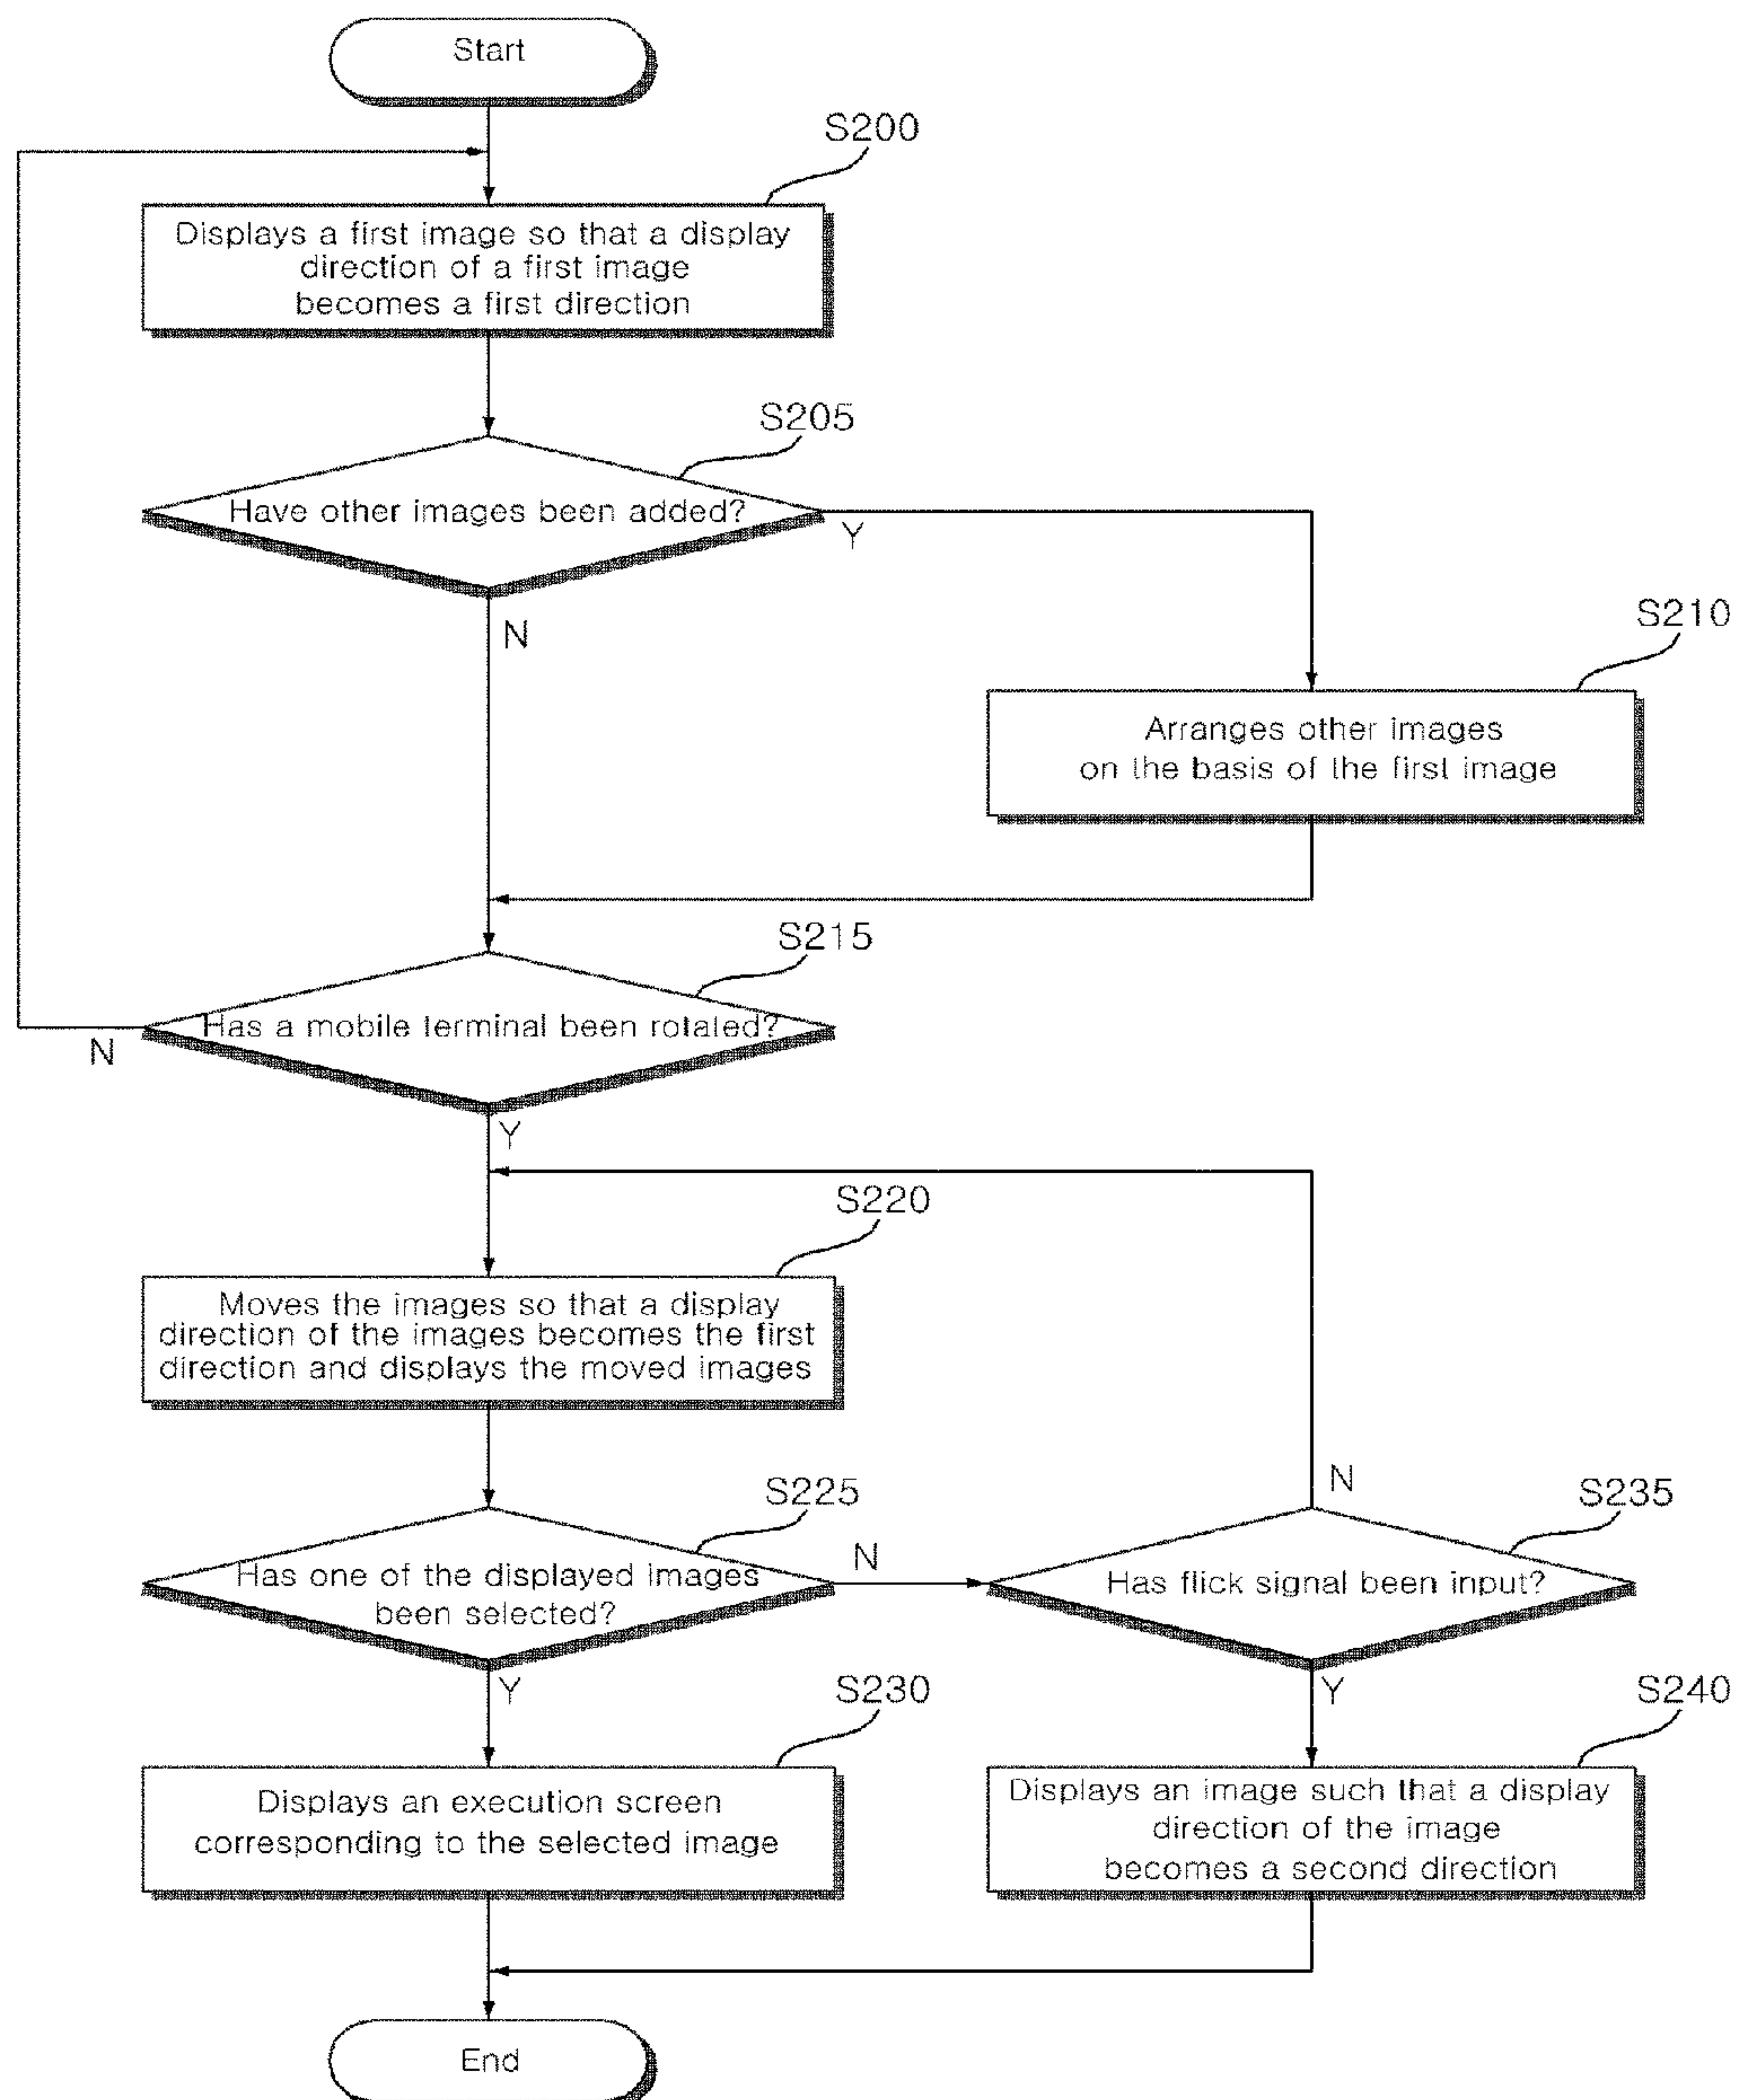 Start
S200
Displays a first image so that a display
direction of a first image
becomes a first direction
S205
Have other images been added?
Y
N
S210
Arranges other images
on the basis of the first image
S215
Has a mobile terminal been rotated?
N
Y
S220
Moves the images so that a display
direction of the images becomes the first
direction and displays the moved images
S225
Has one of the displayed images
been selected?
N
S235
Has flick signal been input?
N
Y
S230
Displays an execution screen
corresponding to the selected image
Y
S240
Displays an image such that a display
direction of the image
becomes a second direction
End